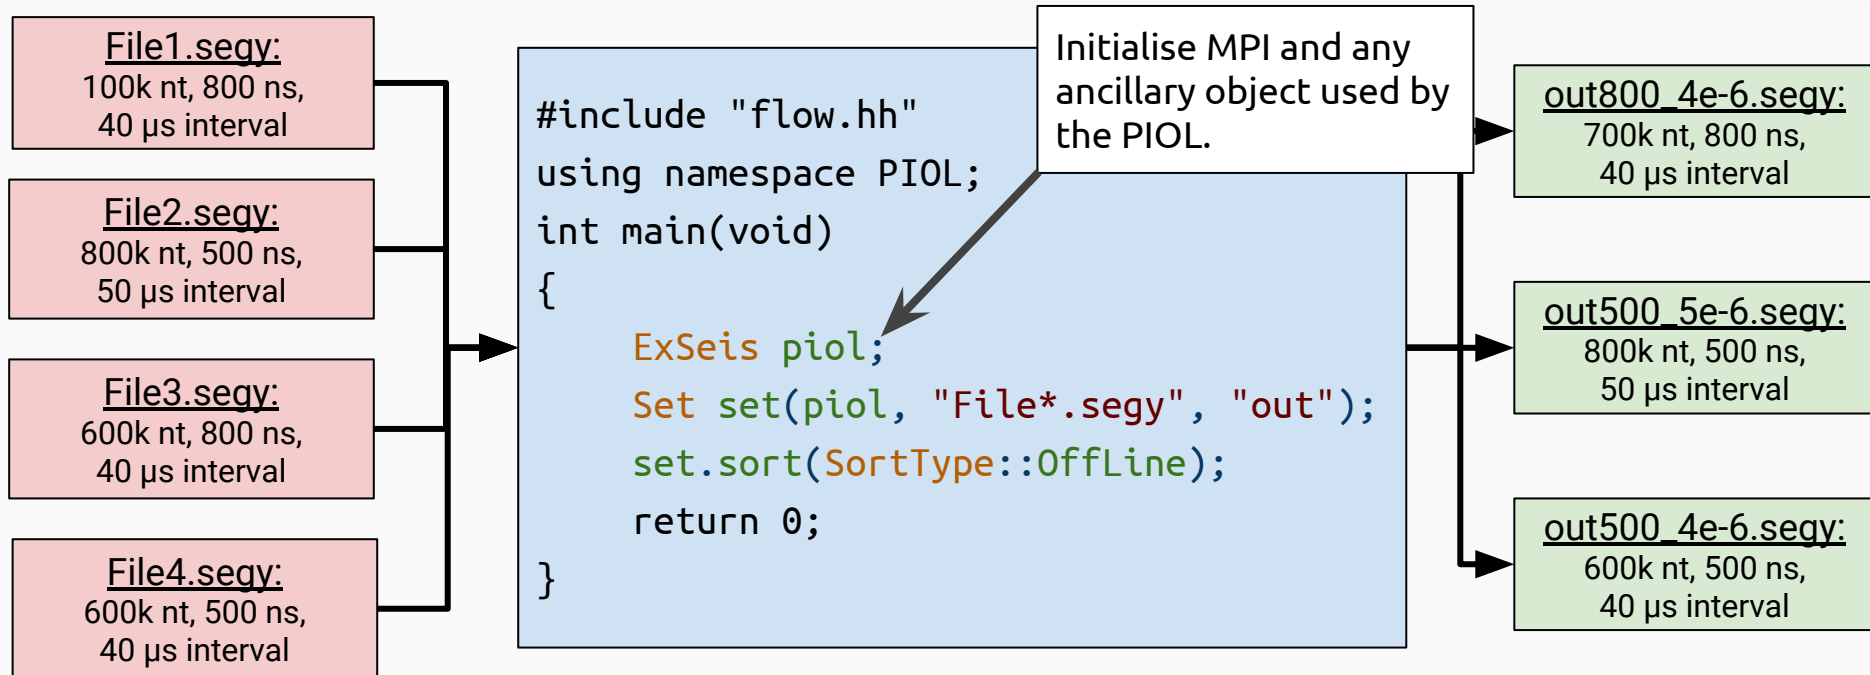 File1.segy:
100k nt, 800 ns,
40 µs interval
File2.segy:
800k nt, 500 ns,
50 µs interval
File3.segy:
600k nt, 800 ns,
40 µs interval
File4.segy:
600k nt, 500 ns,
40 µs interval
#include "flow.hh"
using namespace PIOL;
int main(void)
{
ExSeis piol;
Set set(piol, "File*.segy", "out");
set.sort(SortType::OffLine);
return 0;
}
Initialise MPI and any
ancillary object used by
the PIOL.
out800_4e-6.segy:
700k nt, 800 ns,
40 µs interval
out500_5e-6.segy:
800k nt, 500 ns,
50 µs interval
out500_4e-6.segy:
600k nt, 500 ns,
40 µs interval